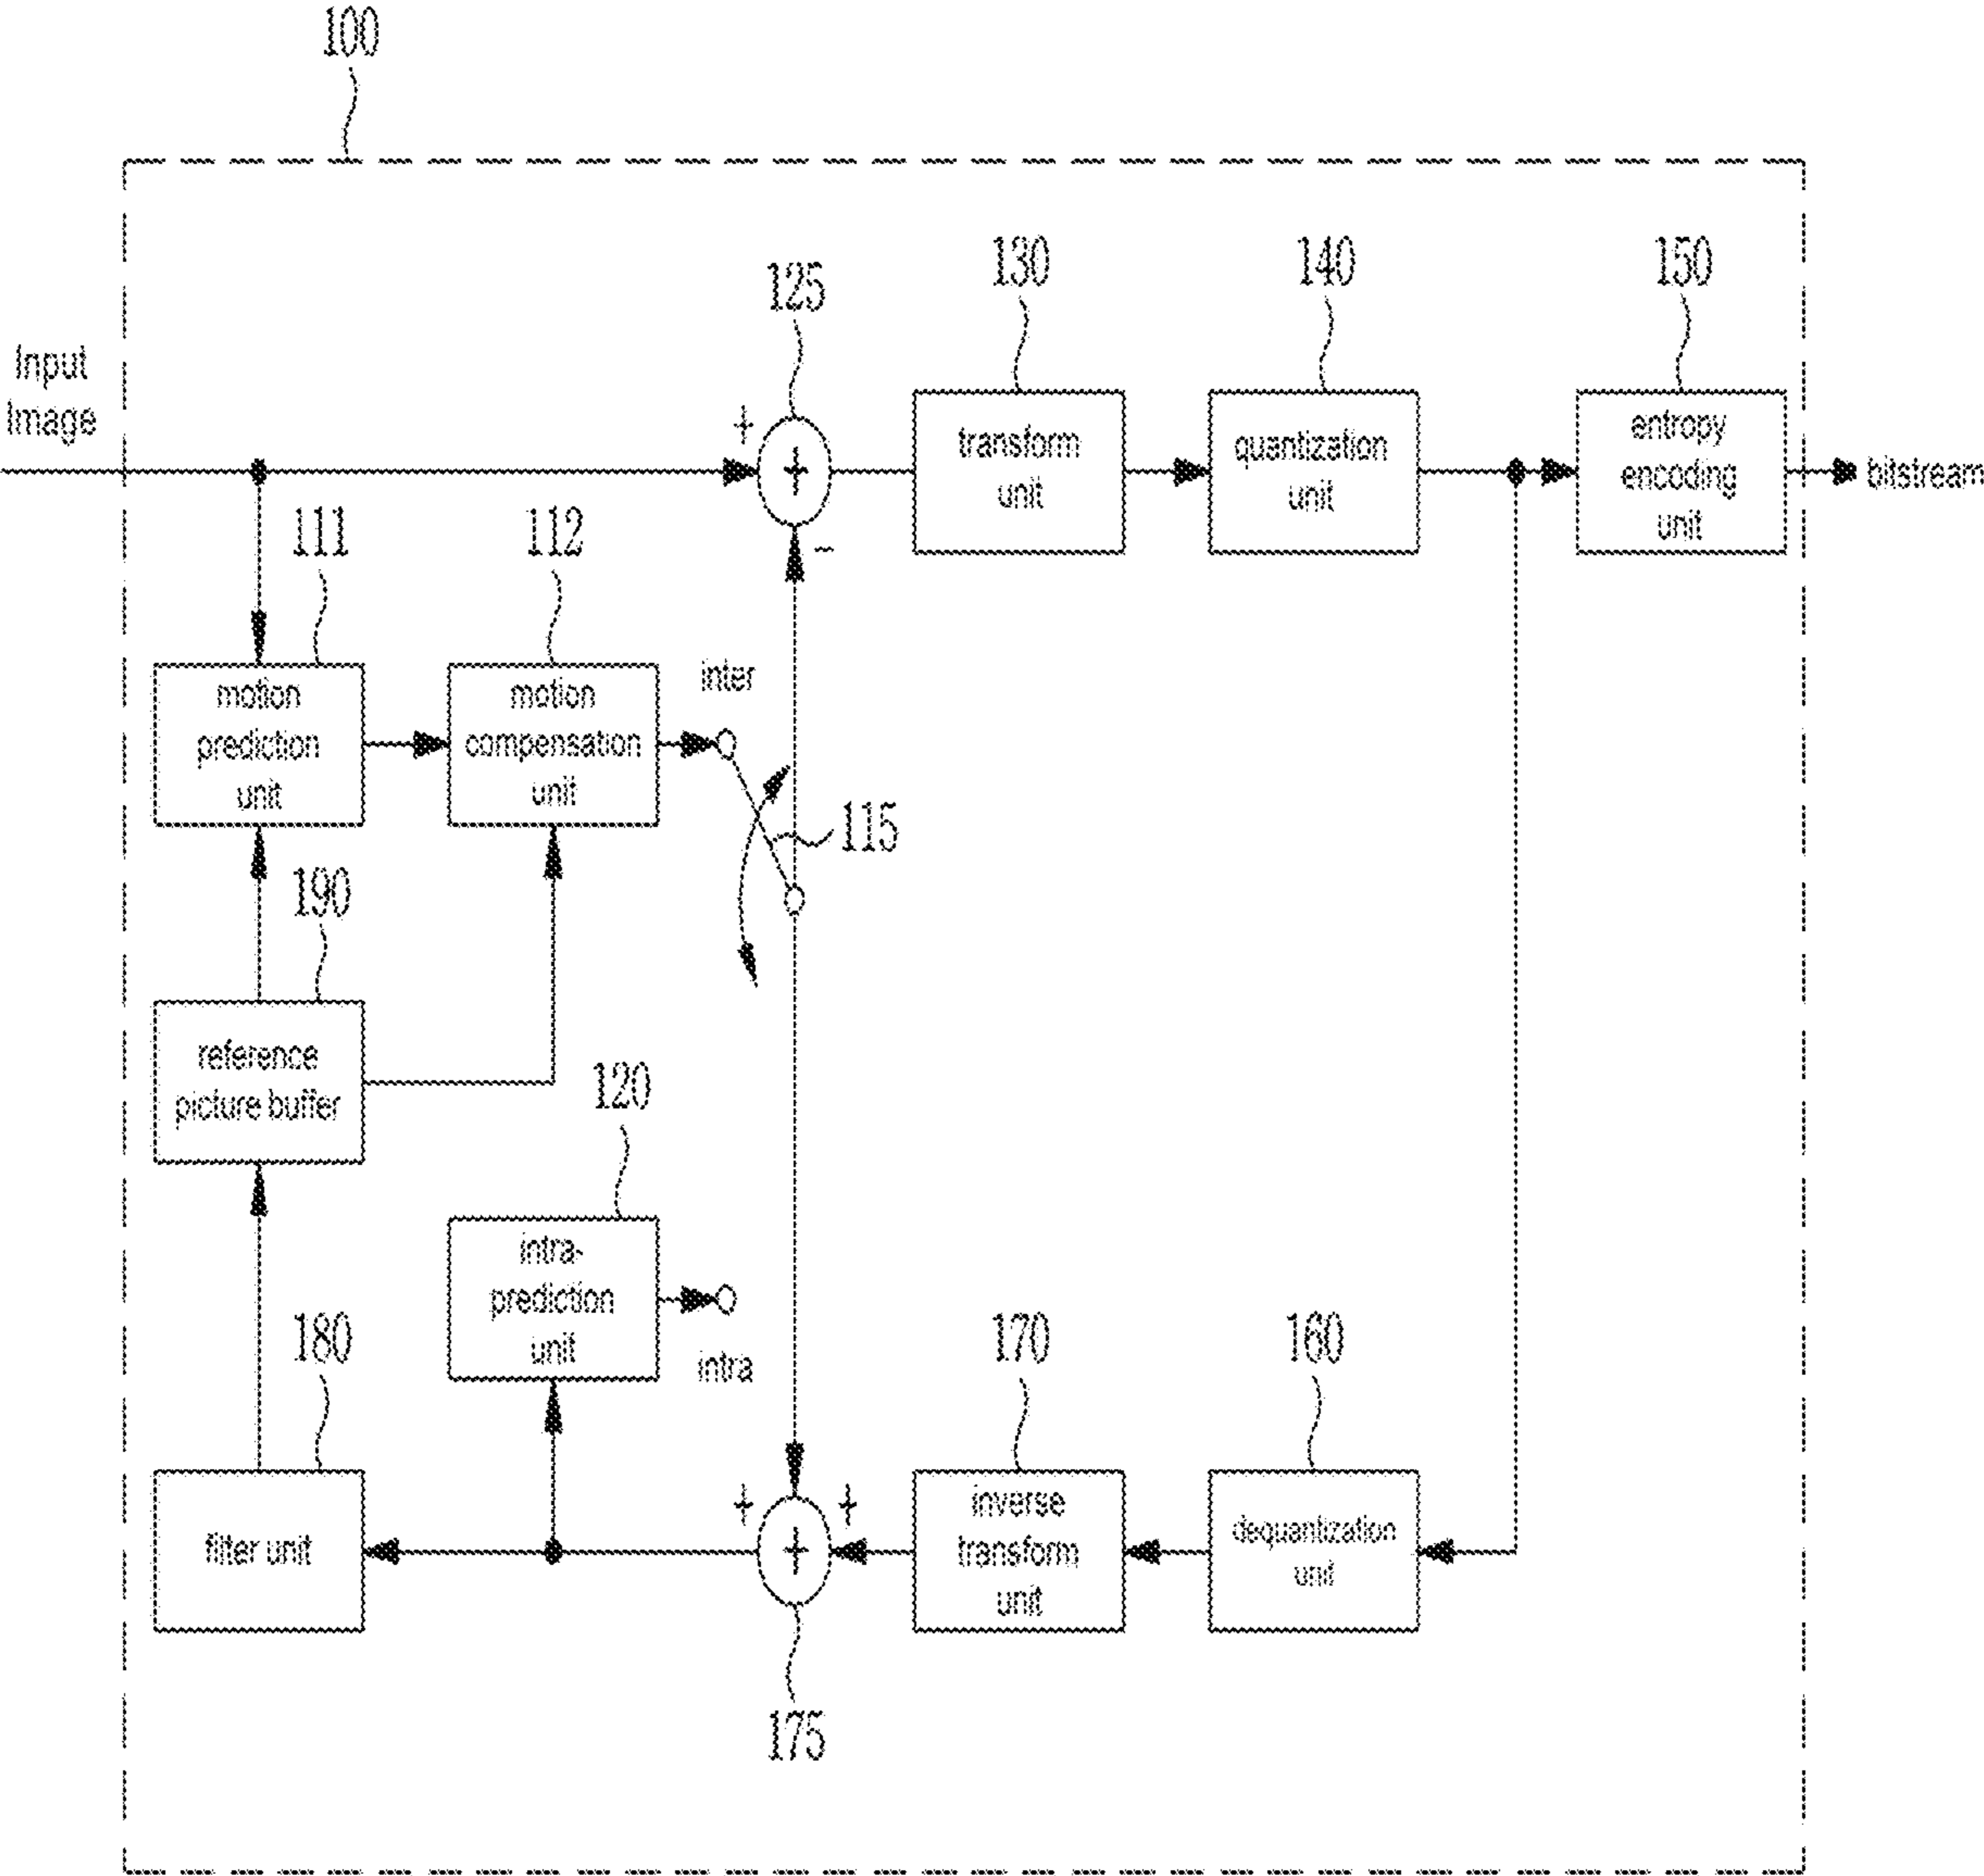 100
125
130
140
150
Input
Image
+
+
-
transform
unit
quantization
unit
entropy
encoding
unit
bitstream
111
112
motion
prediction
unit
motion
compensation
unit
inter
115
190
reference
picture buffer
120
intra-
prediction
unit
intra
180
170
160
filter unit
+
+
+
inverse
transform
unit
dequantization
unit
175